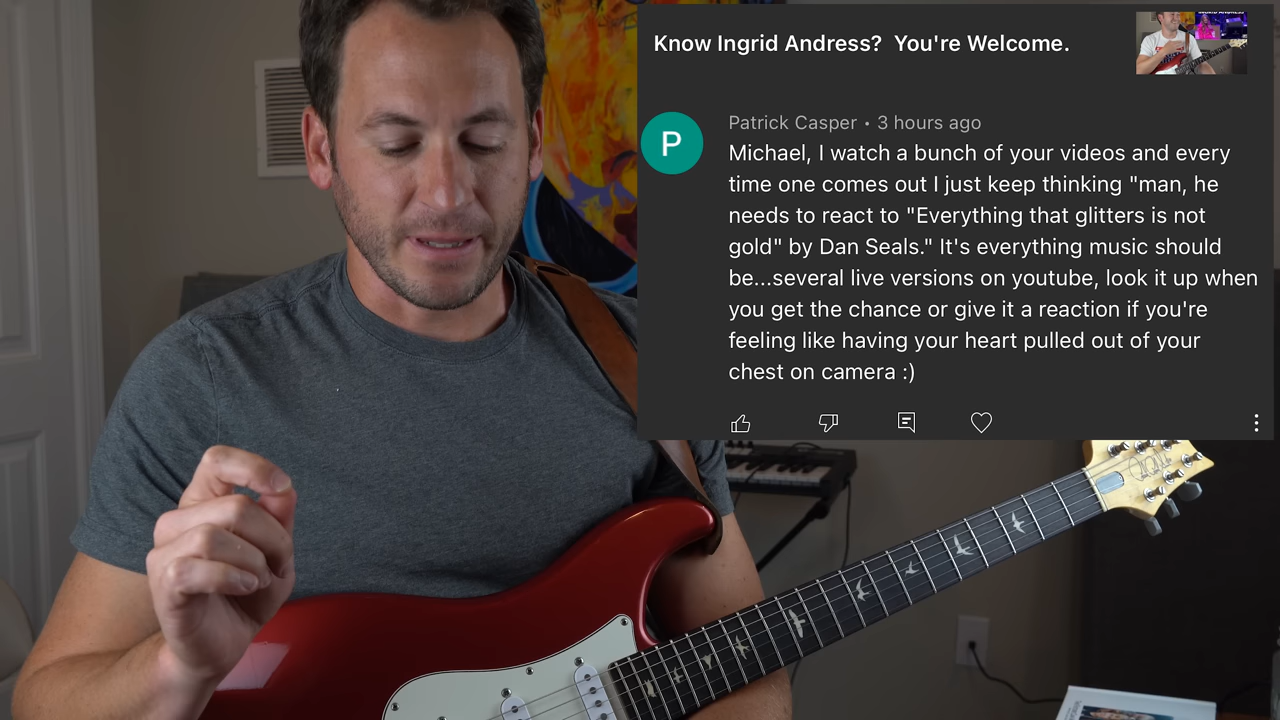 Know Ingrid Andress?  You're Welcome.
Patrick Casper • 3 hours ago
P
Michael, I watch a bunch of your videos and every
time one comes out I just keep thinking "man, he
needs to react to "Everything that glitters is not
gold" by Dan Seals." It's everything music should
be...several live versions on youtube, look it up when
you get the chance or give it a reaction if you're
feeling like having your heart pulled out of your
chest on camera :)